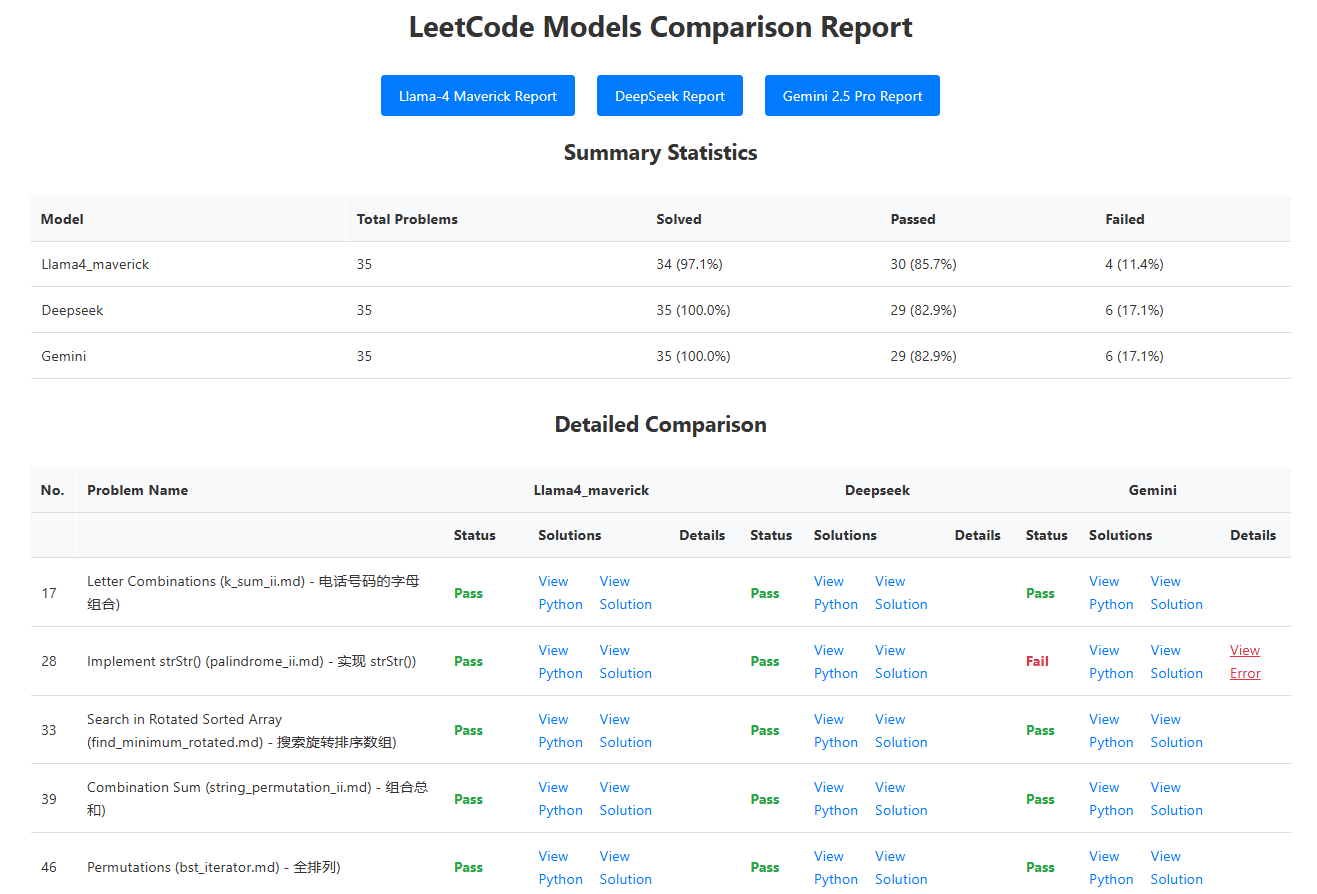 LeetCode Models Comparison Report
Llama-4 Maverick Report DeepSeek Report Gemini 2.5 Pro Report
Summary Statistics
Model Total Problems Solved Passed Failed
Llama4_maverick 35 34 (97.1%) 30 (85.7%) 4 (11.4%)
Deepseek 35 35 (100.0%) 29 (82.9%) 6 (17.1%)
Gemini 35 35 (100.0%) 29 (82.9%) 6 (17.1%)
Detailed Comparison
No. Problem Name Llama4_maverick Deepseek Gemini
Status Solutions Details Status Solutions Details Status Solutions Details
Letter Combinations (k_sum_ii.md) - 电话号码的字母 View View View View View View
17 Pass Pass Pass
组合) Python Solution Python Solution Python Solution
View View View View View View View
28 Implement strStr() (palindrome_ii.md) - 实现 strStr()) Pass Pass Fail
Python Solution Python Solution Python Solution Error
Search in Rotated Sorted Array View View View View View View
33 Pass Pass Pass
(find_minimum_rotated.md) - 搜索旋转排序数组) Python Solution Python Solution Python Solution
Combination Sum (string_permutation_ii.md) - 组合总 View View View View View View
39 Pass Pass Pass
和) Python Solution Python Solution Python Solution
View View View View View View
46 Permutations (bst_iterator.md) - 全排列) Pass Pass Pass
Python Solution Python Solution Python Solution